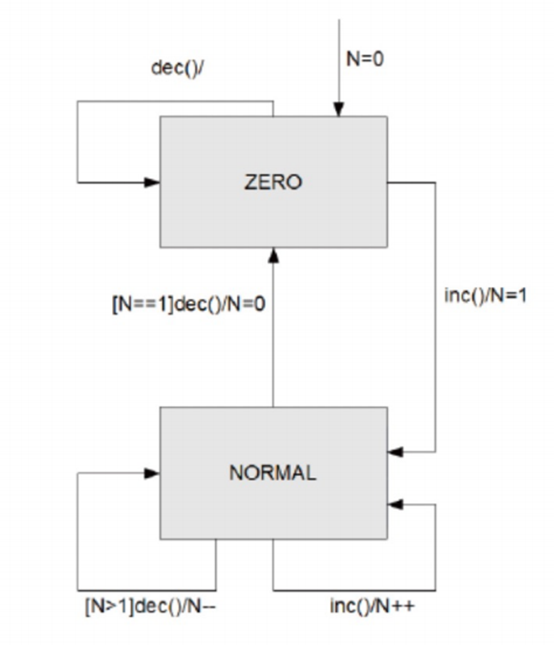 N=0
dec()/
ZERO
[N==1]dec()/N=0
inc()/N=1
NORMAL
[N>1]dec()/N--
inc()/N++